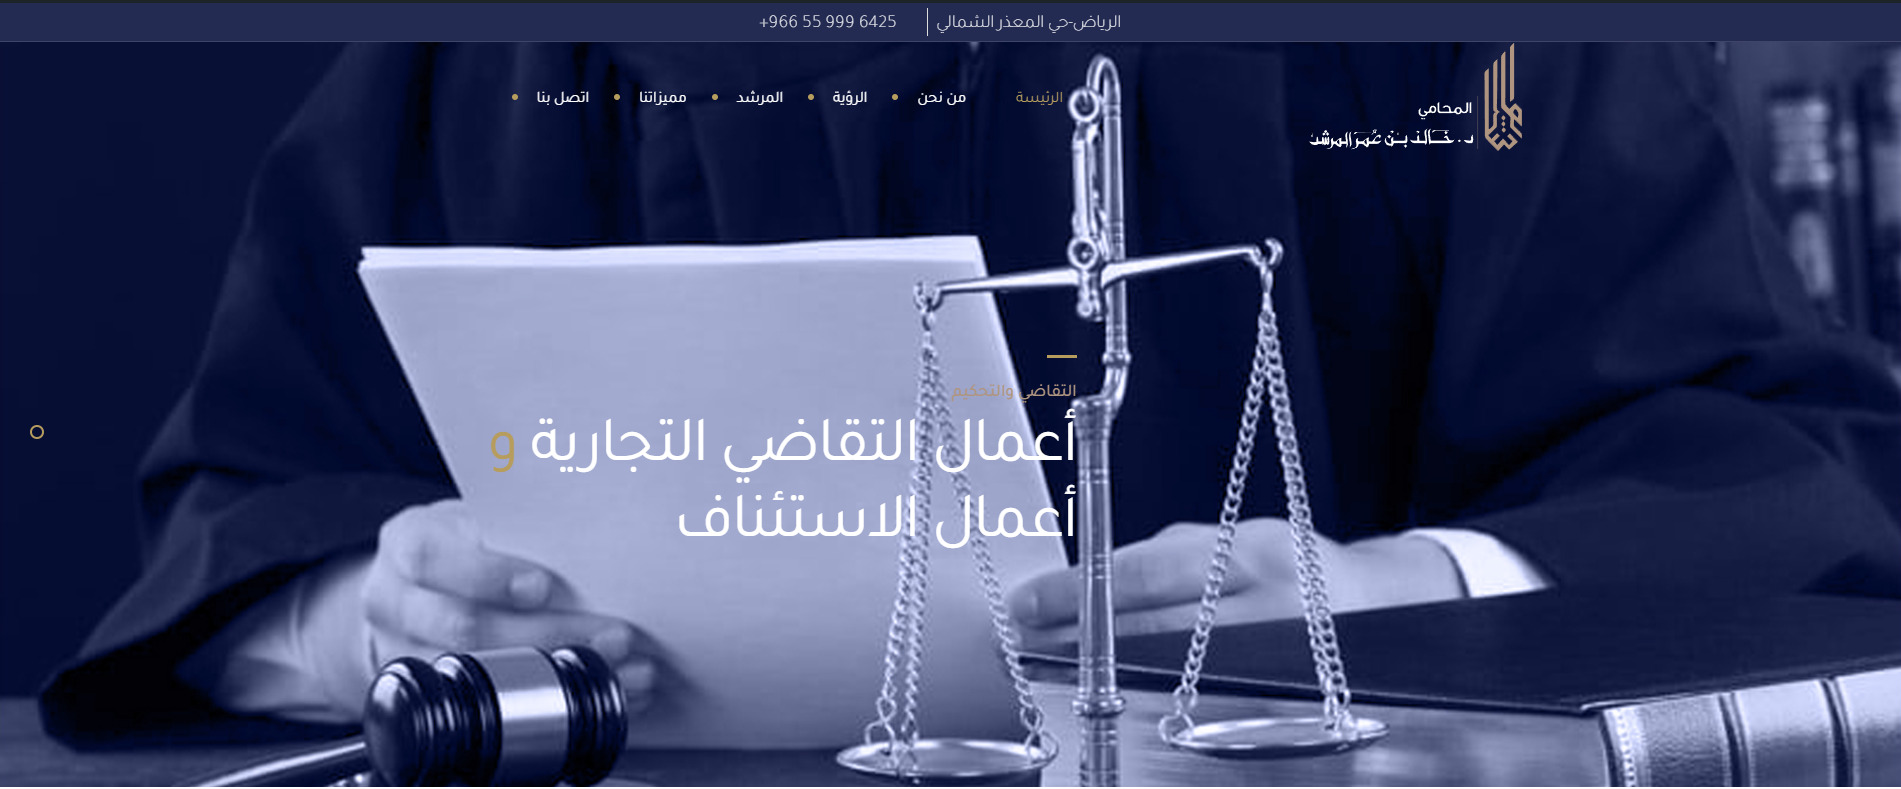 الرياض-حي المعذر الشمالي
+966 55 999 6425
المحامي
د. خالد بن عمر المرشد
الرئيسة
من نحن
الرؤية
المرشد
مميزاتنا
اتصل بنا
التقاضي والتحكيم
أعمال التقاضي التجارية و
أعمال الاستئناف